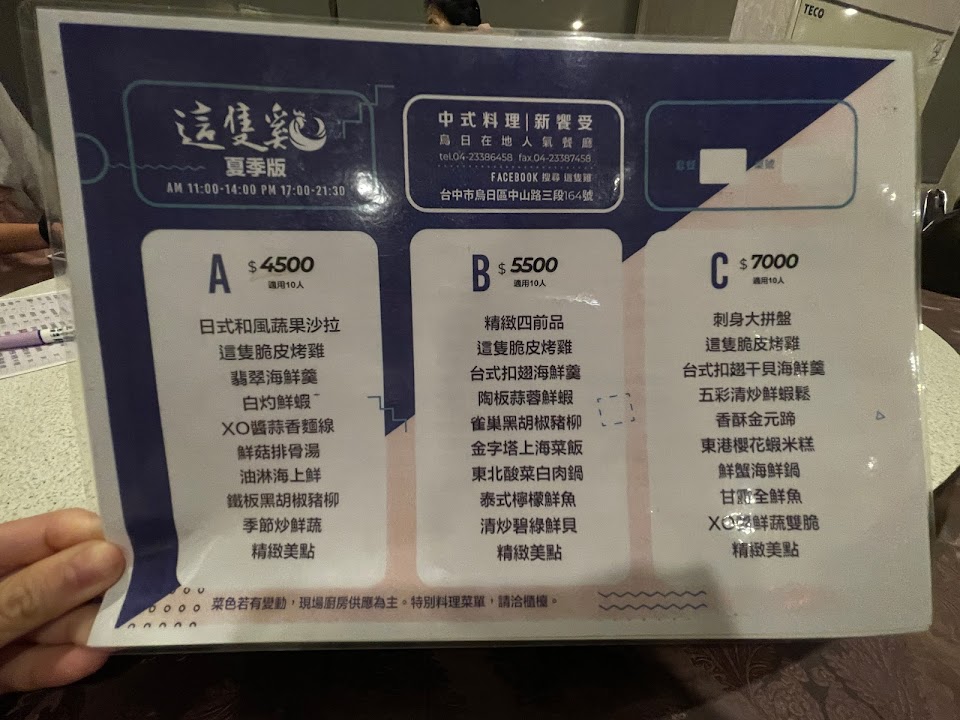 TECO
這隻雞
夏季版
AM 11:00-14:00 PM 17:00-21:30
中式料理|新饗受
烏日在地人氣餐廳
tel.04-23386458 fax.04-23387458
FACEBOOK 搜尋 這隻雞
台中市烏日區中山路三段164號
A $4500
適用10人
日式和風蔬果沙拉
這隻脆皮烤雞
翡翠海鮮羹
白灼鮮蝦
XO醬蒜香麵線
鮮菇排骨湯
油淋海上鮮
鐵板黑胡椒豬柳
季節炒鮮蔬
精緻美點
B $5500
適用10人
精緻四前品
這隻脆皮烤雞
台式扣翅海鮮羹
陶板蒜蓉鮮蝦
雀巢黑胡椒豬柳
金字塔上海菜飯
東北酸菜白肉鍋
泰式檸檬鮮魚
清炒碧綠鮮貝
精緻美點
C $7000
適用10人
刺身大拼盤
這隻脆皮烤雞
台式扣翅干貝海鮮羹
五彩清炒鮮蝦鬆
香酥金元蹄
東港櫻花蝦米糕
鮮蟹海鮮鍋
甘露全鮮魚
XO醬鮮蔬雙脆
精緻美點
菜色若有變動，現場廚房供應為主。特別料理菜單，請洽櫃檯。